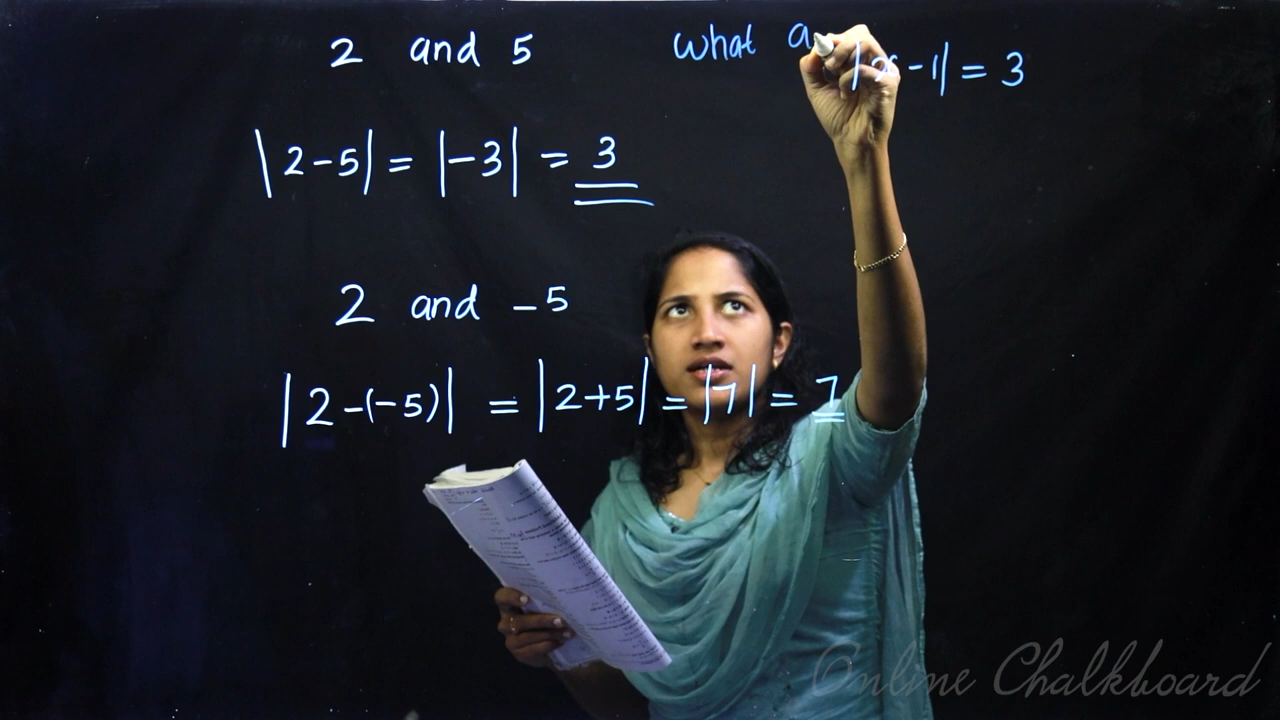 2 and 5
What a
|x-1| = 3
|2-5| = |-3| = 3
2 and -5
|2-(-5)| = |2+5| = |7| = 7
Online Chalkboard